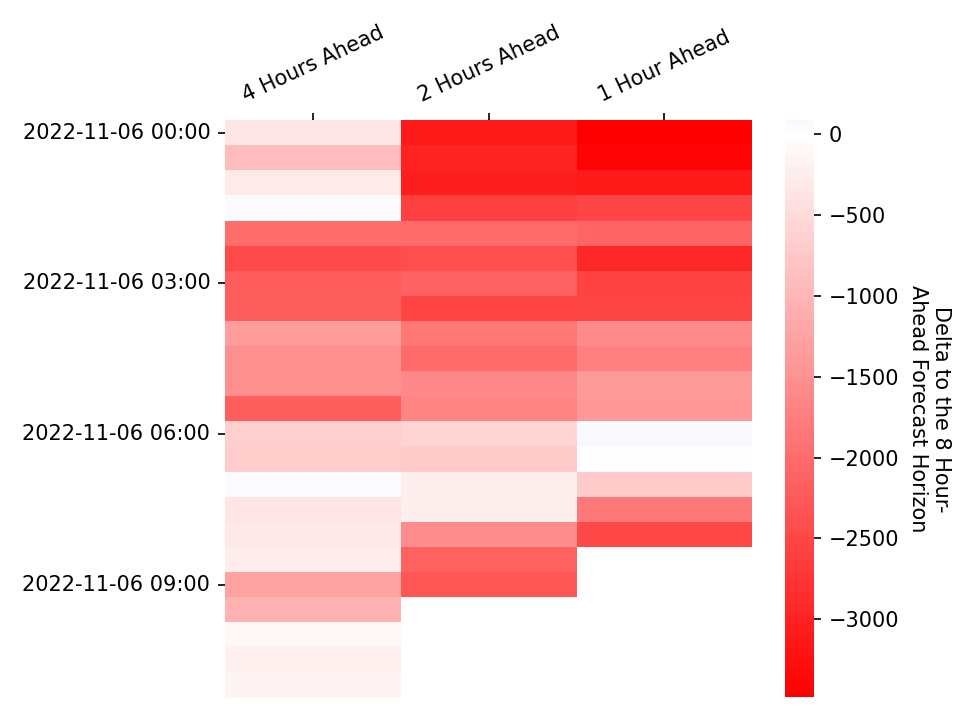 4 Hours Ahead
2 Hours Ahead
1 Hour Ahead
2022-11-06 00:00
2022-11-06 03:00
2022-11-06 06:00
2022-11-06 09:00
0
−500
−1000
−1500
−2000
−2500
−3000
Delta to the 8 Hour-
Ahead Forecast Horizon